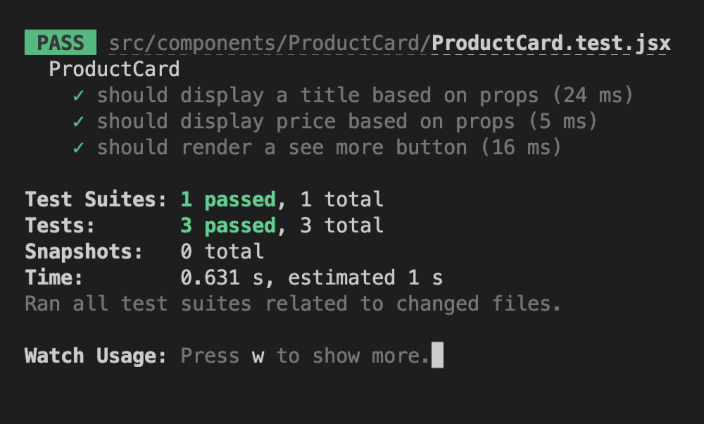 PASS src/components/ProductCard/ProductCard.test.jsx
ProductCard
✓ should display a title based on props (24 ms)
✓ should display price based on props (5 ms)
✓ should render a see more button (16 ms)
Test Suites: 1 passed, 1 total
Tests: 3 passed, 3 total
Snapshots: 0 total
Time: 0.631 s, estimated 1 s
Ran all test suites related to changed files.
Watch Usage: Press w to show more.